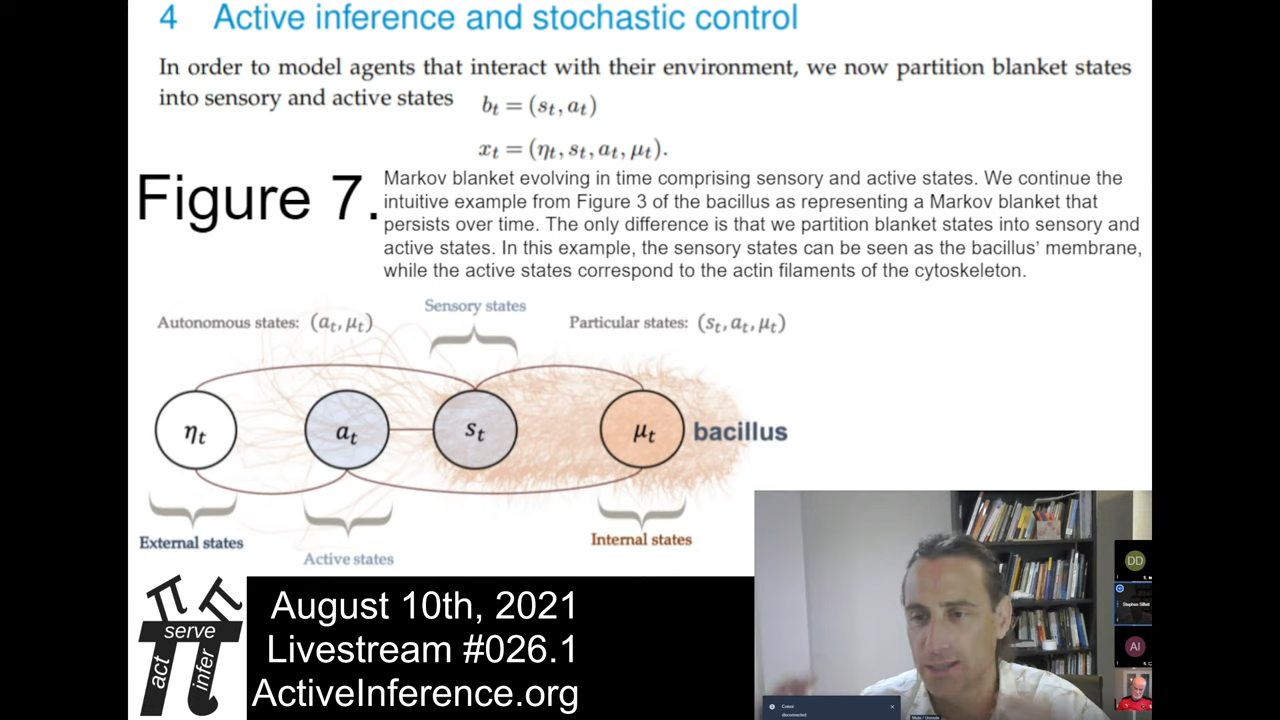 4 Active inference and stochastic control
In order to model agents that interact with their environment, we now partition blanket states
into sensory and active states
bₜ = (sₜ, aₜ)
xₜ = (ηₜ, sₜ, aₜ, μₜ).
Figure 7.
Markov blanket evolving in time comprising sensory and active states. We continue the
intuitive example from Figure 3 of the bacillus as representing a Markov blanket that
persists over time. The only difference is that we partition blanket states into sensory and
active states. In this example, the sensory states can be seen as the bacillus' membrane,
while the active states correspond to the actin filaments of the cytoskeleton.
Sensory states
Autonomous states: (aₜ, μₜ)
Particular states: (sₜ, aₜ, μₜ)
ηₜ
aₜ
sₜ
μₜ
bacillus
External states
Active states
Internal states
serve
act
infer
August 10th, 2021
Livestream #026.1
ActiveInference.org
DD
Stephen Sillett
AI
disconnected
Mute / Unmute